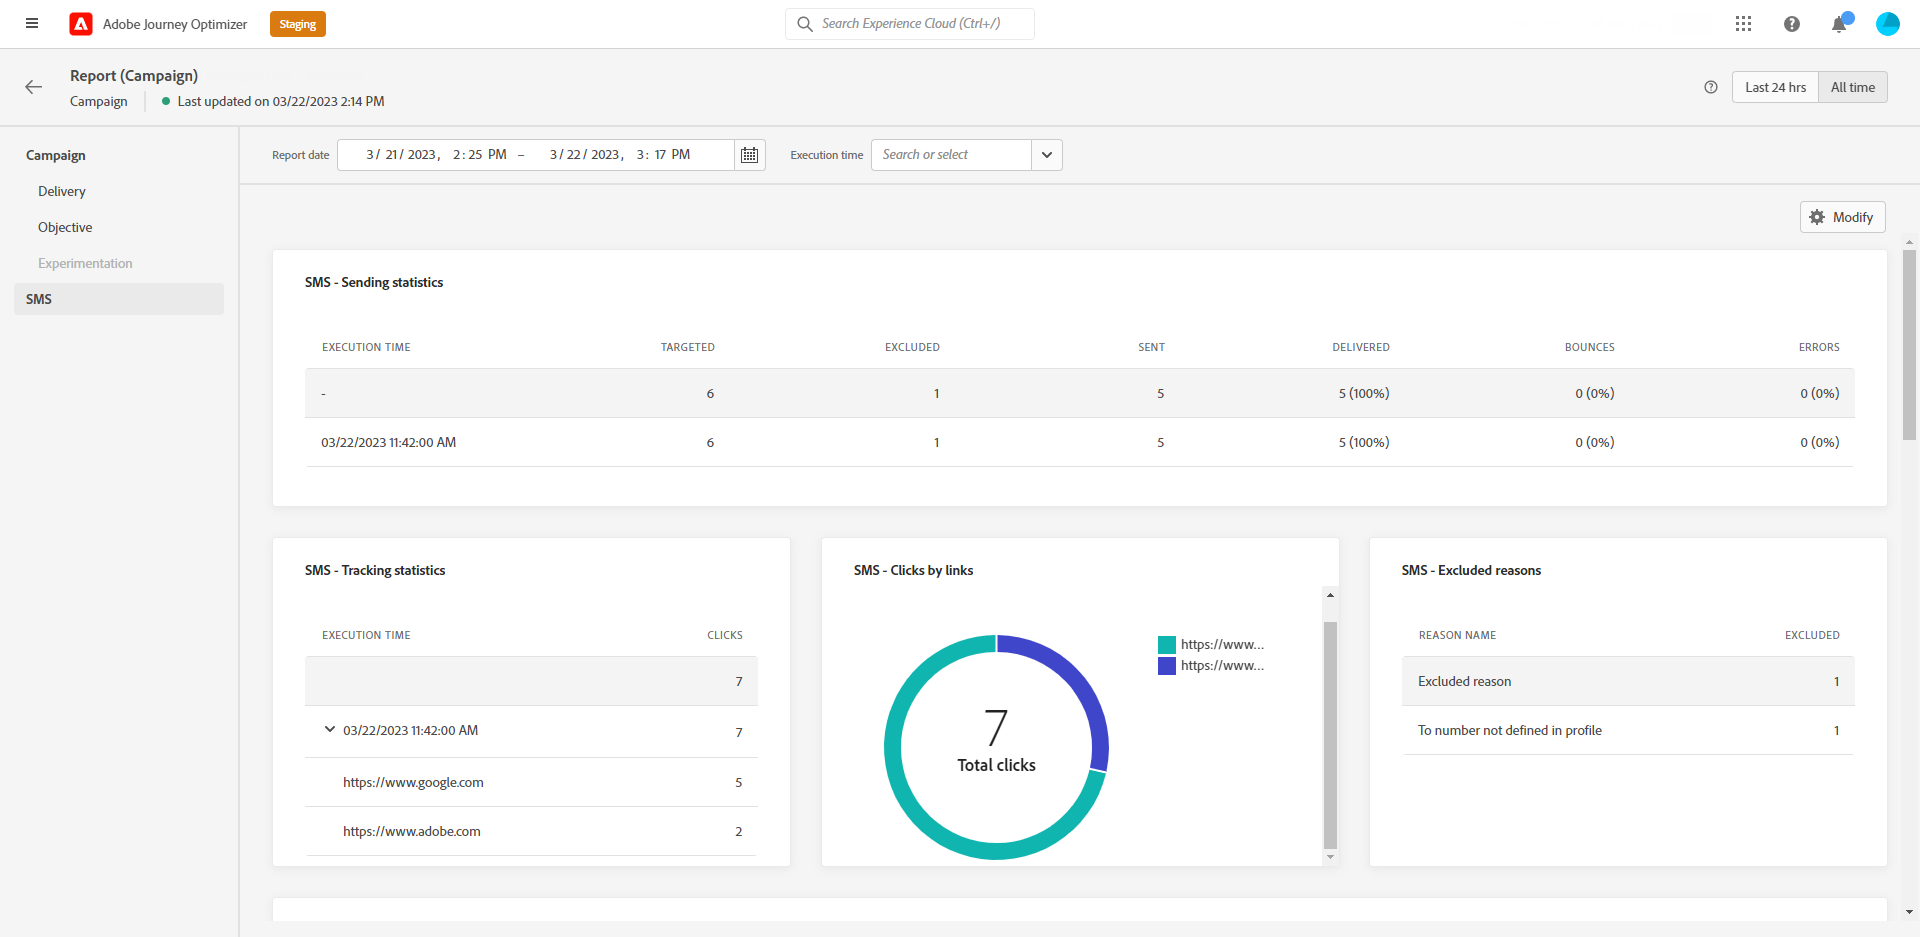 Adobe Journey Optimizer
Staging
Search Experience Cloud (Ctrl+/)
Report (Campaign)
Campaign
Last updated on 03/22/2023 2:14 PM
Last 24 hrs
All time
Campaign
Delivery
Objective
Experimentation
SMS
Report date
3/ 21/ 2023, 2:25 PM – 3/ 22/ 2023, 3: 17 PM
Execution time
Search or select
Modify
SMS - Sending statistics
EXECUTION TIME TARGETED EXCLUDED SENT DELIVERED BOUNCES ERRORS
- 6 1 5 5 (100%) 0 (0%) 0 (0%)
03/22/2023 11:42:00 AM 6 1 5 5 (100%) 0 (0%) 0 (0%)
SMS - Tracking statistics
EXECUTION TIME CLICKS
7
03/22/2023 11:42:00 AM 7
https://www.google.com 5
https://www.adobe.com 2
SMS - Clicks by links
7
Total clicks
https://www...
https://www...
SMS - Excluded reasons
REASON NAME EXCLUDED
Excluded reason 1
To number not defined in profile 1